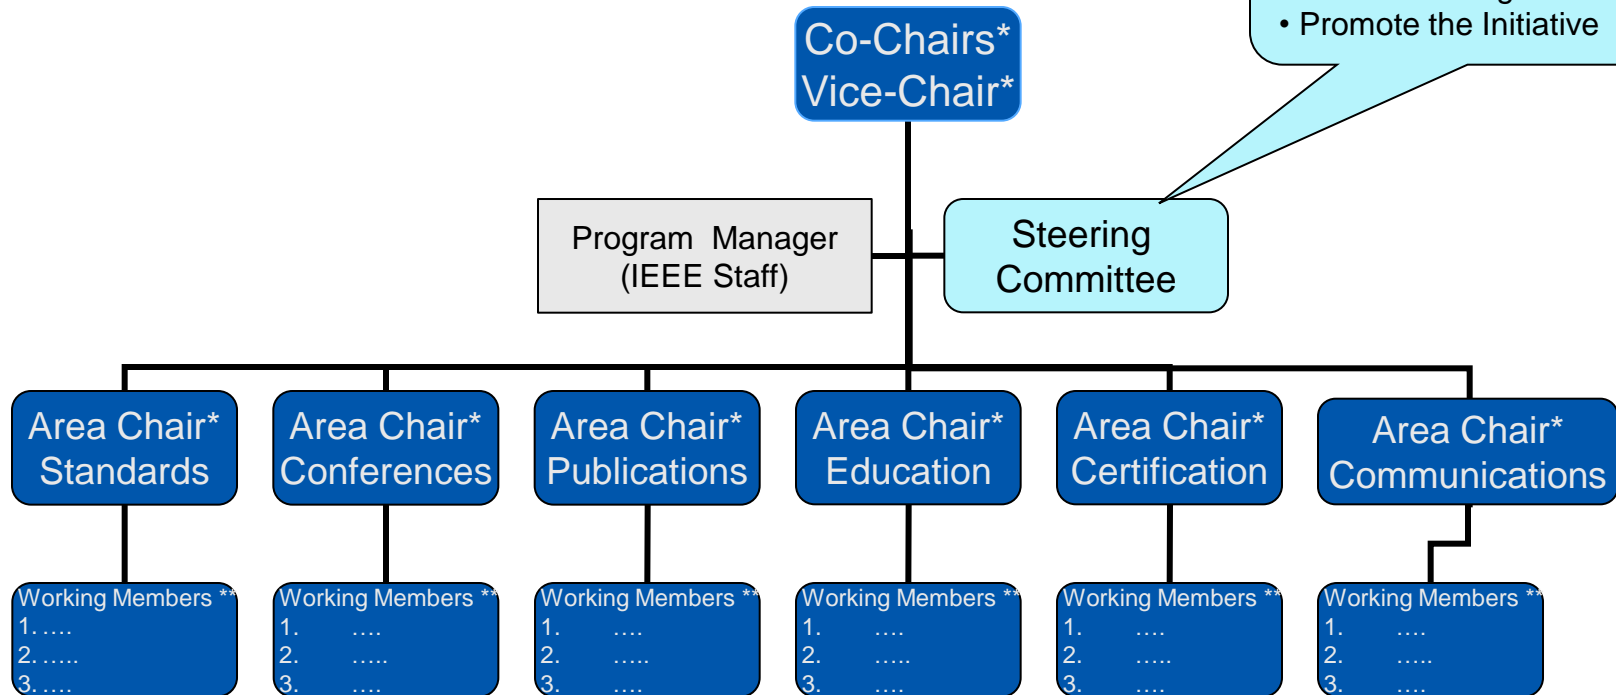 • Promote the Initiative
Co-Chairs*
Vice-Chair*
Program Manager
(IEEE Staff)
Steering
Committee
Area Chair*
Standards
Area Chair*
Conferences
Area Chair*
Publications
Area Chair*
Education
Area Chair*
Certification
Area Chair*
Communications
Working Members **
1. ....
2. .....
3. ....
Working Members **
1. ....
2. .....
3. ....
Working Members **
1. ....
2. .....
3. ....
Working Members **
1. ....
2. .....
3. ....
Working Members **
1. ....
2. .....
3. ....
Working Members **
1. ....
2. .....
3. ....